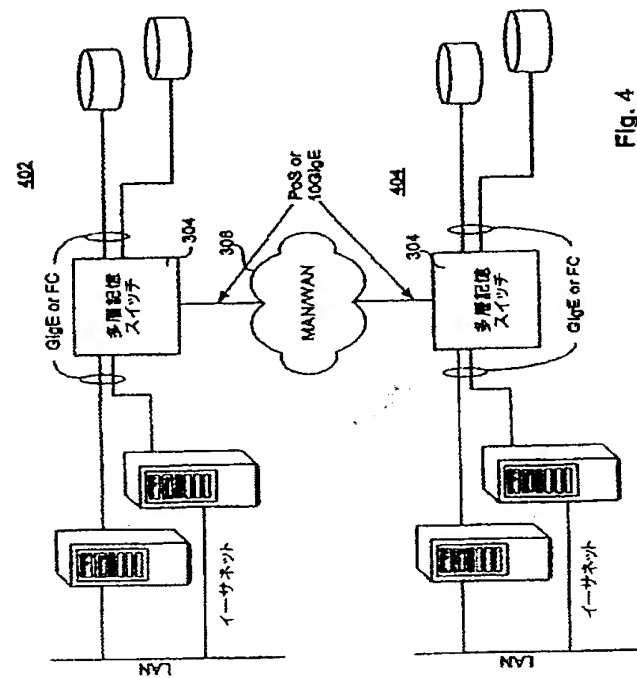 402
GigE or FC
304
多層記憶
スイッチ
イーサネット
LAN
308
MAN/WAN
PoS or
10GigE
404
304
多層記憶
スイッチ
GigE or FC
イーサネット
LAN
Fig. 4